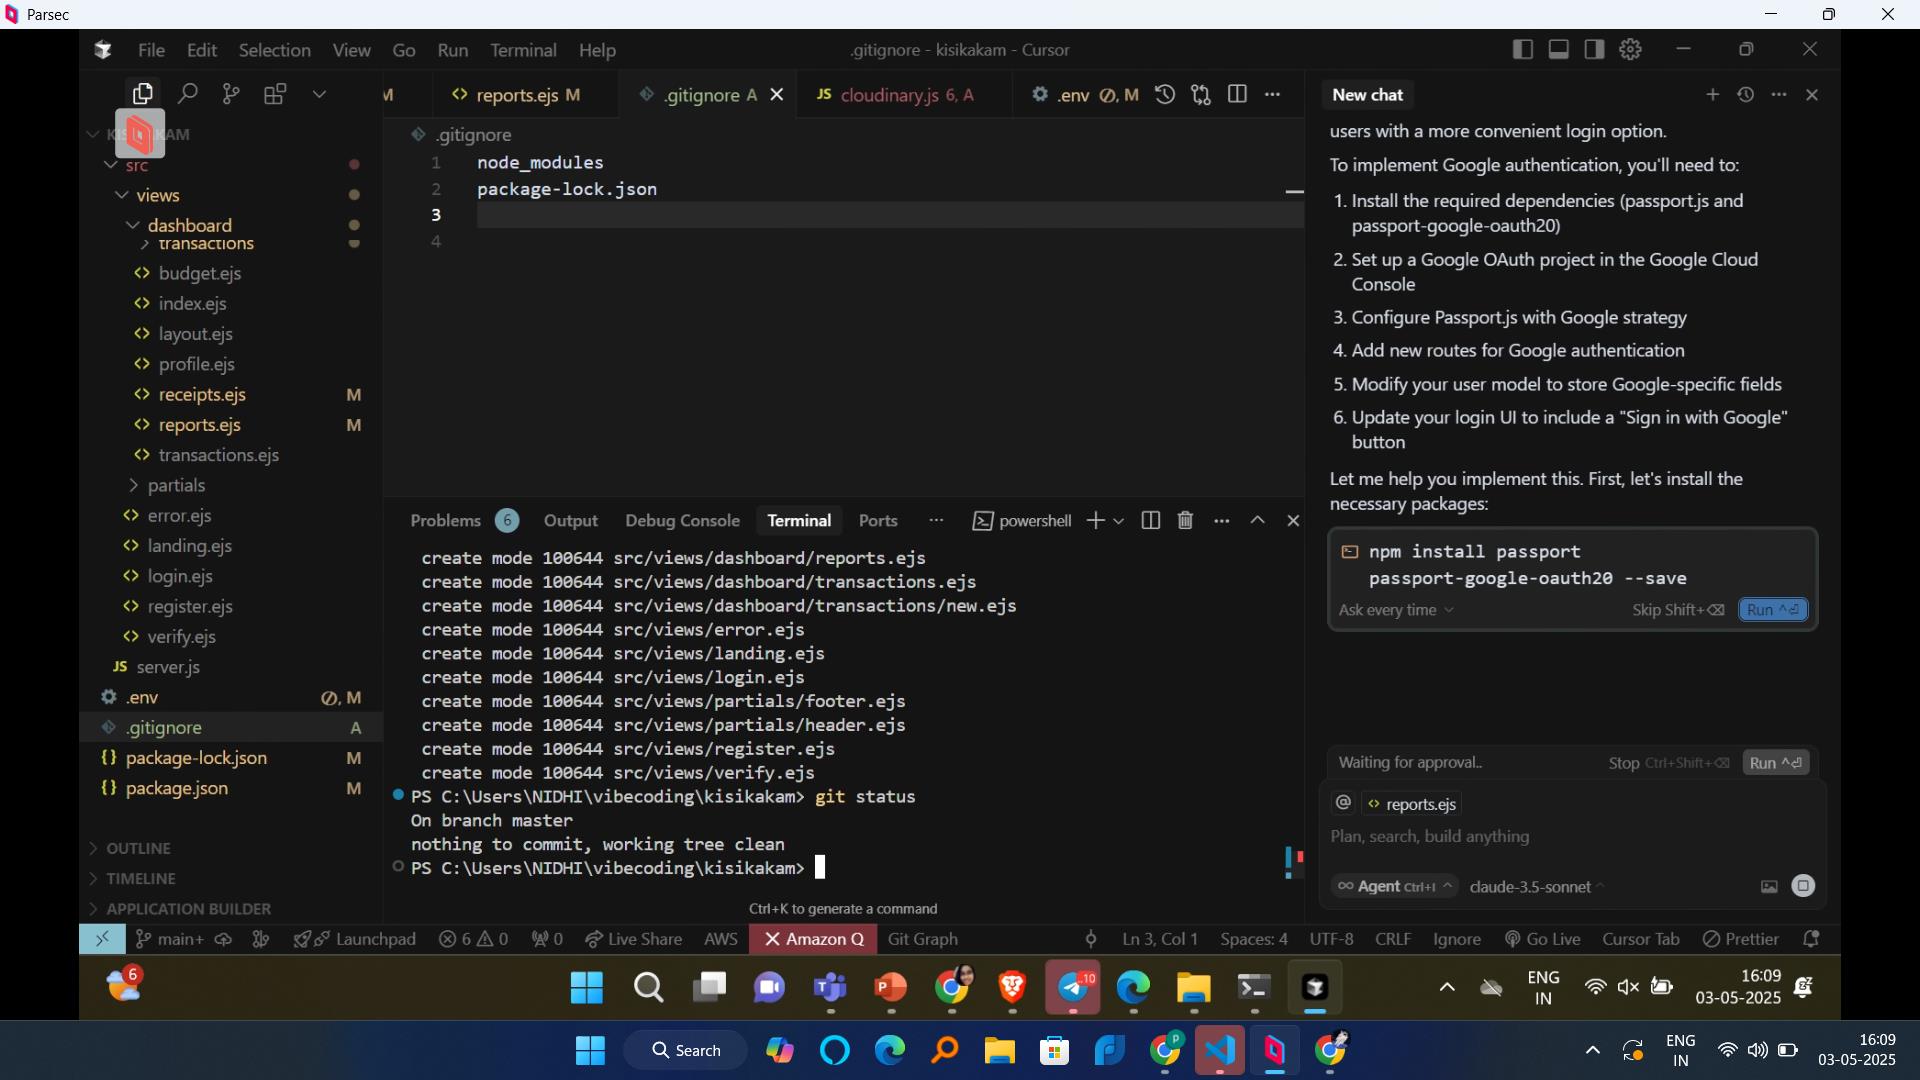 Parsec
File Edit Selection View Go Run Terminal Help
.gitignore - kisikakam - Cursor
M
reports.ejs M
.gitignore A
JS cloudinary.js 6, A
.env M
New chat
src
views
dashboard
transactions
budget.ejs
index.ejs
layout.ejs
profile.ejs
receipts.ejs M
reports.ejs M
transactions.ejs
partials
error.ejs
landing.ejs
login.ejs
register.ejs
verify.ejs
JS server.js
.env , M
.gitignore A
{} package-lock.json M
{} package.json M
OUTLINE
TIMELINE
APPLICATION BUILDER
.gitignore
1 node_modules
2 package-lock.json
3
4
Problems 6 Output Debug Console Terminal Ports powershell
create mode 100644 src/views/dashboard/reports.ejs
create mode 100644 src/views/dashboard/transactions.ejs
create mode 100644 src/views/dashboard/transactions/new.ejs
create mode 100644 src/views/error.ejs
create mode 100644 src/views/landing.ejs
create mode 100644 src/views/login.ejs
create mode 100644 src/views/partials/footer.ejs
create mode 100644 src/views/partials/header.ejs
create mode 100644 src/views/register.ejs
create mode 100644 src/views/verify.ejs
PS C:\Users\NIDHI\vibecoding\kisikakam> git status
On branch master
nothing to commit, working tree clean
PS C:\Users\NIDHI\vibecoding\kisikakam>
Ctrl+K to generate a command
users with a more convenient login option.
To implement Google authentication, you'll need to:
1. Install the required dependencies (passport.js and
passport-google-oauth20)
2. Set up a Google OAuth project in the Google Cloud
Console
3. Configure Passport.js with Google strategy
4. Add new routes for Google authentication
5. Modify your user model to store Google-specific fields
6. Update your login UI to include a "Sign in with Google"
button
Let me help you implement this. First, let's install the
necessary packages:
npm install passport
passport-google-oauth20 --save
Ask every time Skip Shift+⌫ Run ^⏎
Waiting for approval.. Stop Ctrl+Shift+⌫ Run ^⏎
@ reports.ejs
Plan, search, build anything
∞ Agent Ctrl+I claude-3.5-sonnet
main+ Launchpad 6 0 0 Live Share AWS Amazon Q Git Graph
Ln 3, Col 1 Spaces: 4 UTF-8 CRLF Ignore Go Live Cursor Tab Prettier
6
10
ENG
IN
16:09
03-05-2025
Search
P
ENG
IN
16:09
03-05-2025